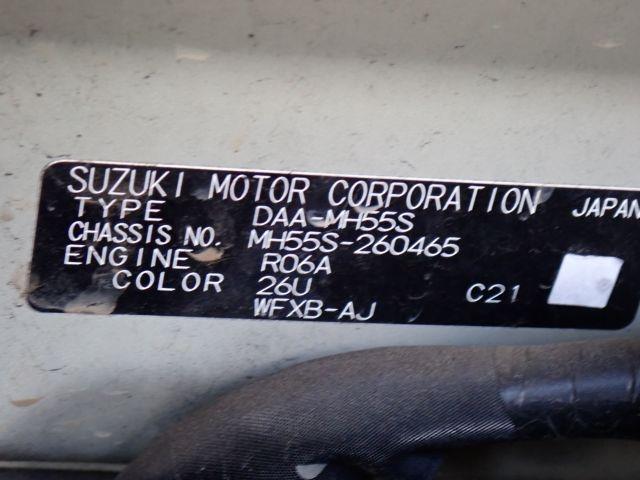 SUZUKI MOTOR CORPORATION JAPAN
TYPE DAA-MH55S
CHASSIS NO. MH55S-260465
ENGINE R06A
COLOR 26U C21
WFXB-AJ